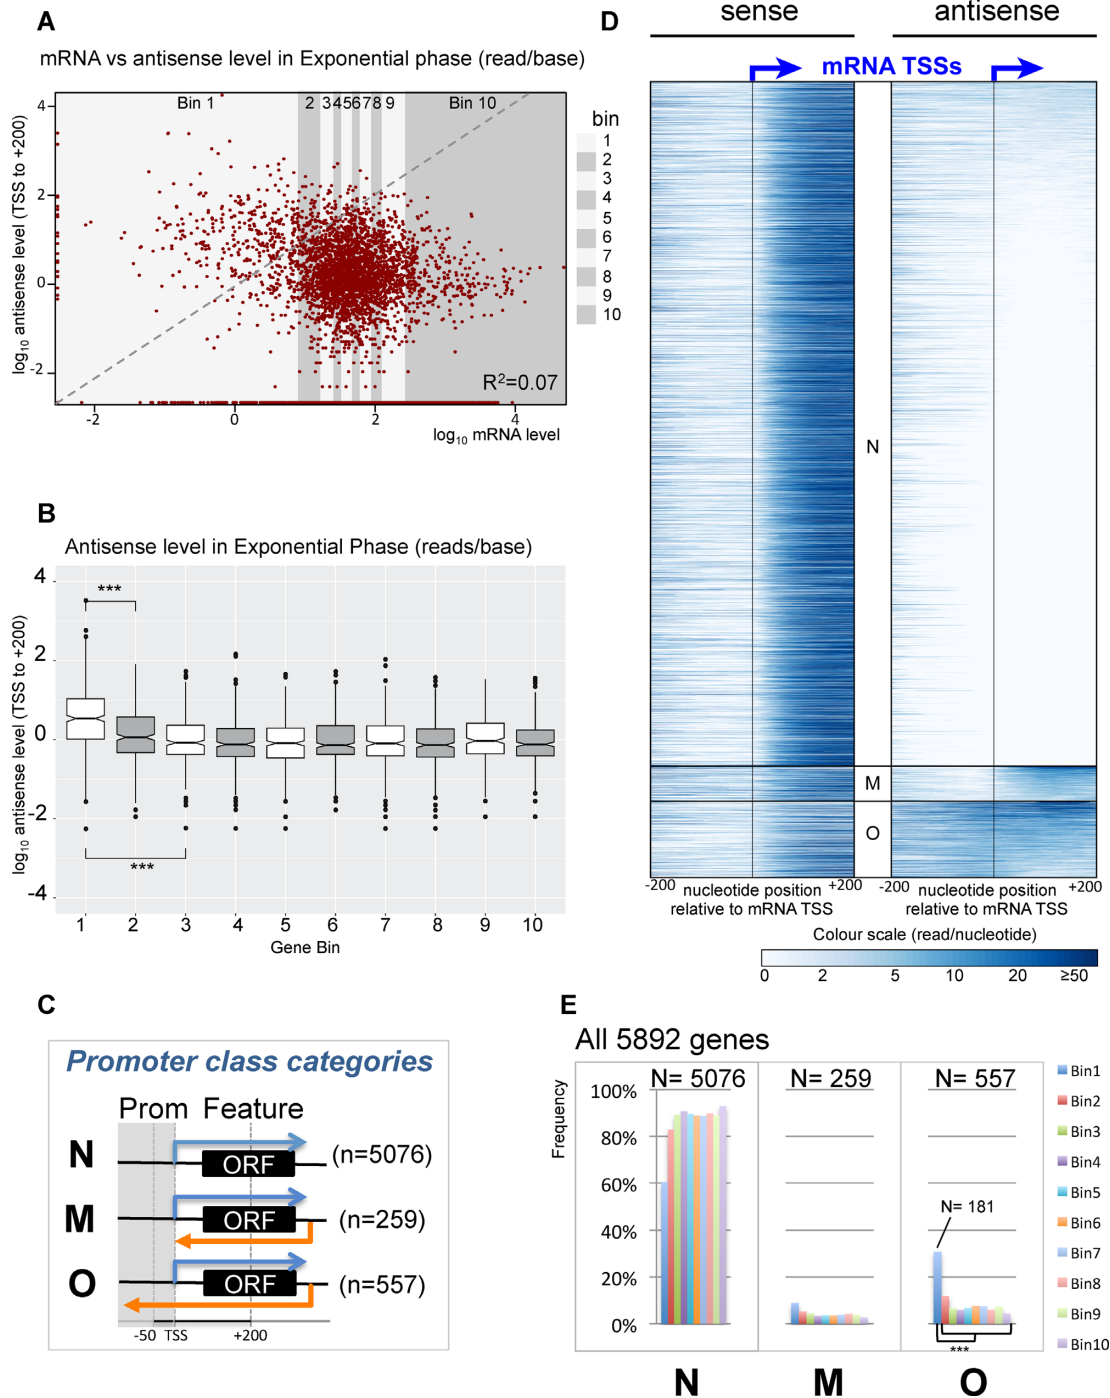 A
mRNA vs antisense level in Exponential phase (read/base)
Bin 1 2 3 4 5 6 7 8 9 Bin 10
log10 antisense level (TSS to +200)
4
2
0
-2
R2=0.07
-2 0 2 4
log10 mRNA level
bin
1
2
3
4
5
6
7
8
9
10
B
Antisense level in Exponential Phase (reads/base)
log10 antisense level (TSS to +200)
4
2
0
-2
-4
***
***
1 2 3 4 5 6 7 8 9 10
Gene Bin
C
Promoter class categories
Prom Feature
N ORF (n=5076)
M ORF (n=259)
O ORF (n=557)
-50 TSS +200
D
sense antisense
mRNA TSSs
N
M
O
-200 nucleotide position +200
relative to mRNA TSS
-200 nucleotide position +200
relative to mRNA TSS
Colour scale (read/nucleotide)
0 2 5 10 20 ≥50
E
All 5892 genes
Frequency
N= 5076 N= 259 N= 557
100%
80%
60%
40%
20%
0%
N= 181
***
N M O
Bin1
Bin2
Bin3
Bin4
Bin5
Bin6
Bin7
Bin8
Bin9
Bin10